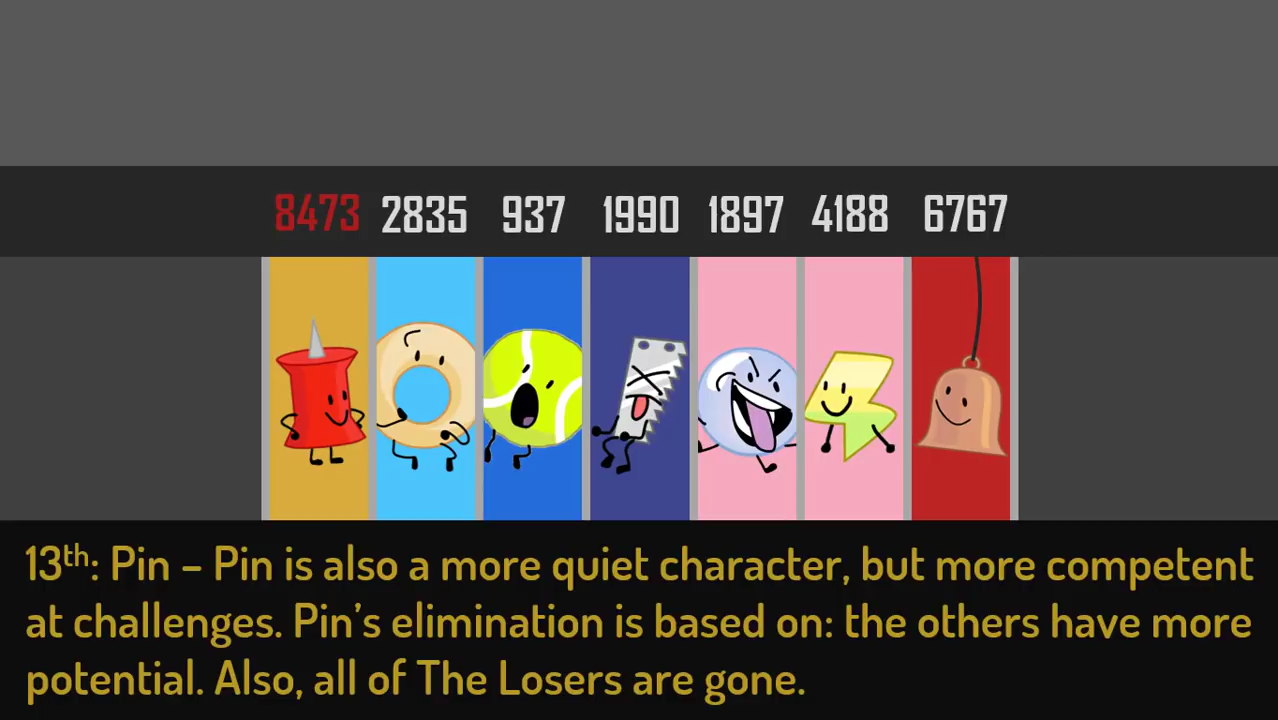 8473 2835 937 1990 1897 4188 6767
13th: Pin – Pin is also a more quiet character, but more competent
at challenges. Pin’s elimination is based on: the others have more
potential. Also, all of The Losers are gone.